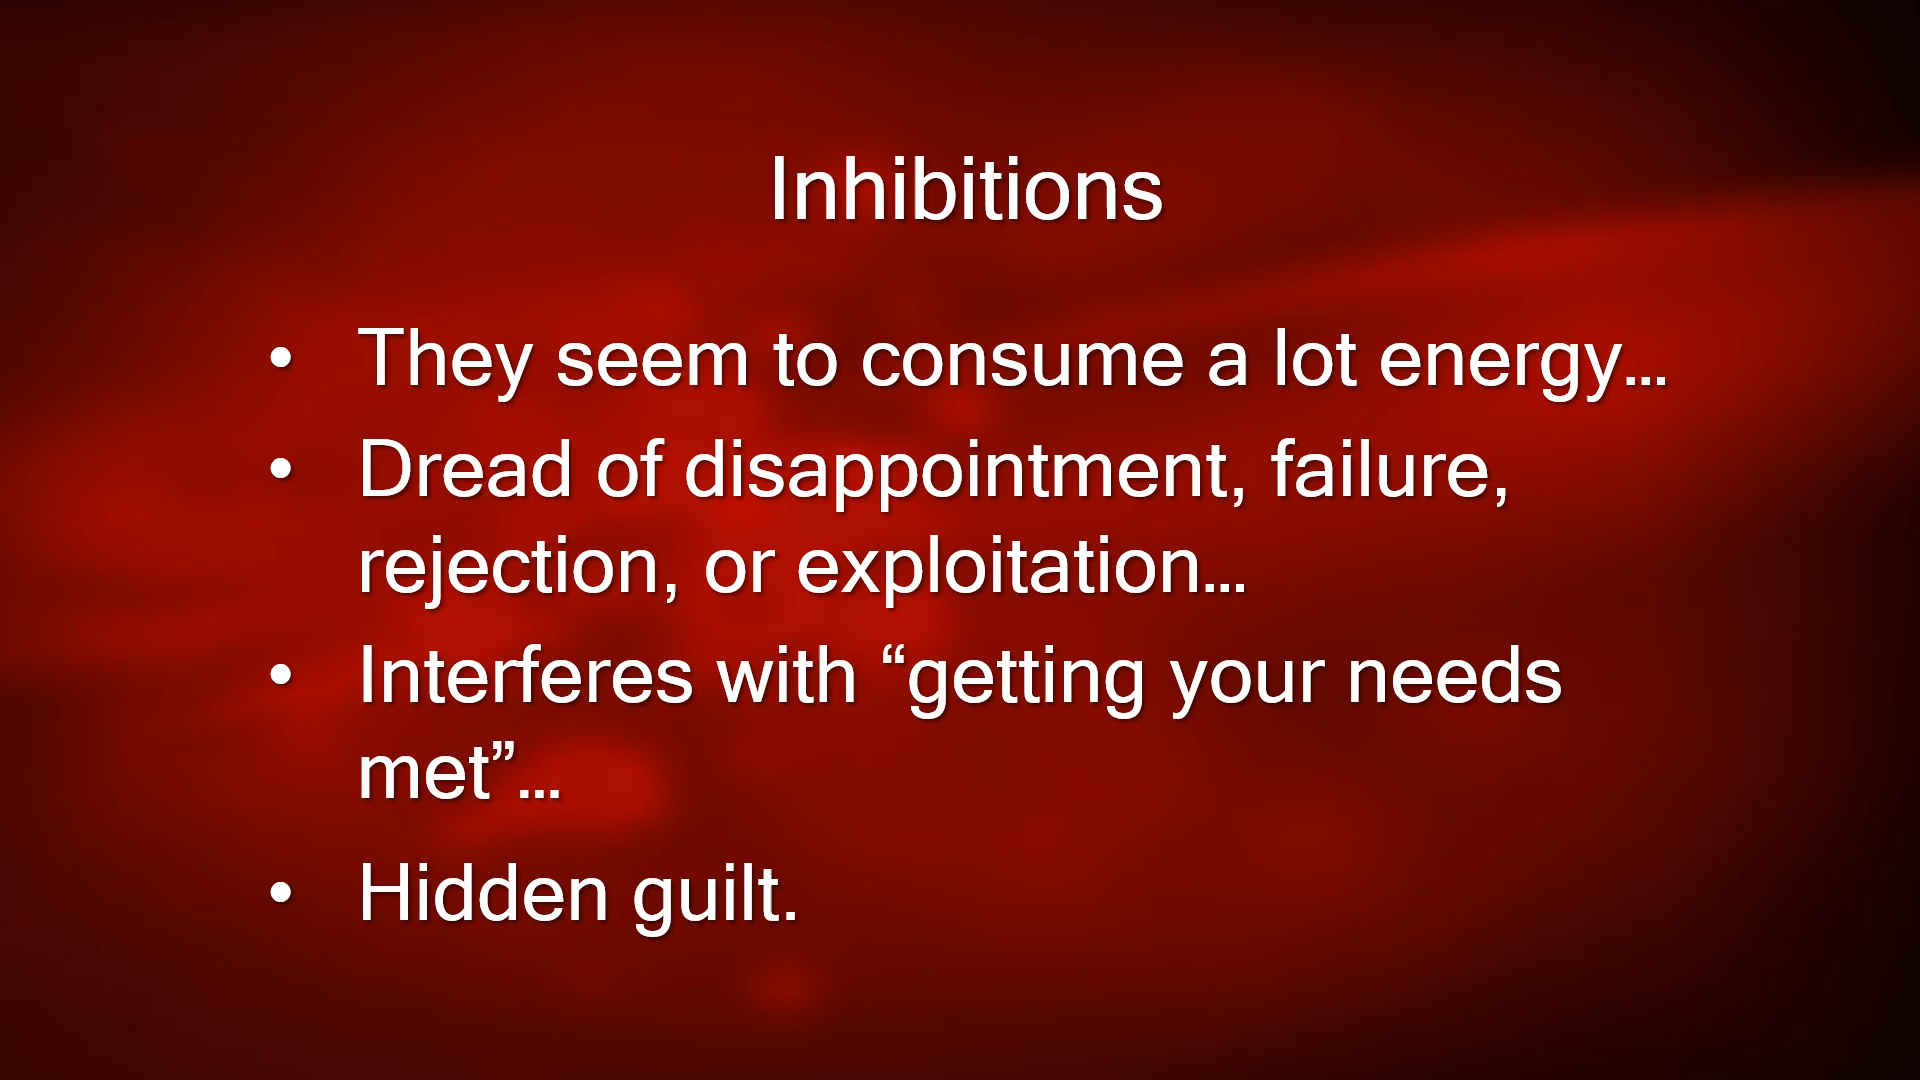 Inhibitions
• They seem to consume a lot energy...
• Dread of disappointment, failure,
rejection, or exploitation...
• Interferes with “getting your needs
met”...
• Hidden guilt.